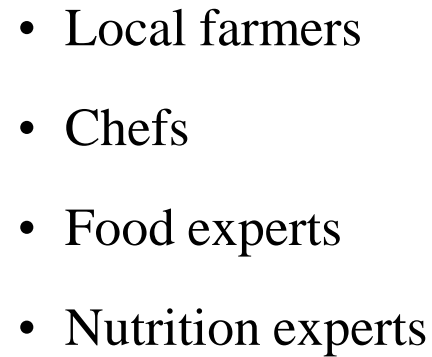 • Local farmers
• Chefs
• Food experts
• Nutrition experts